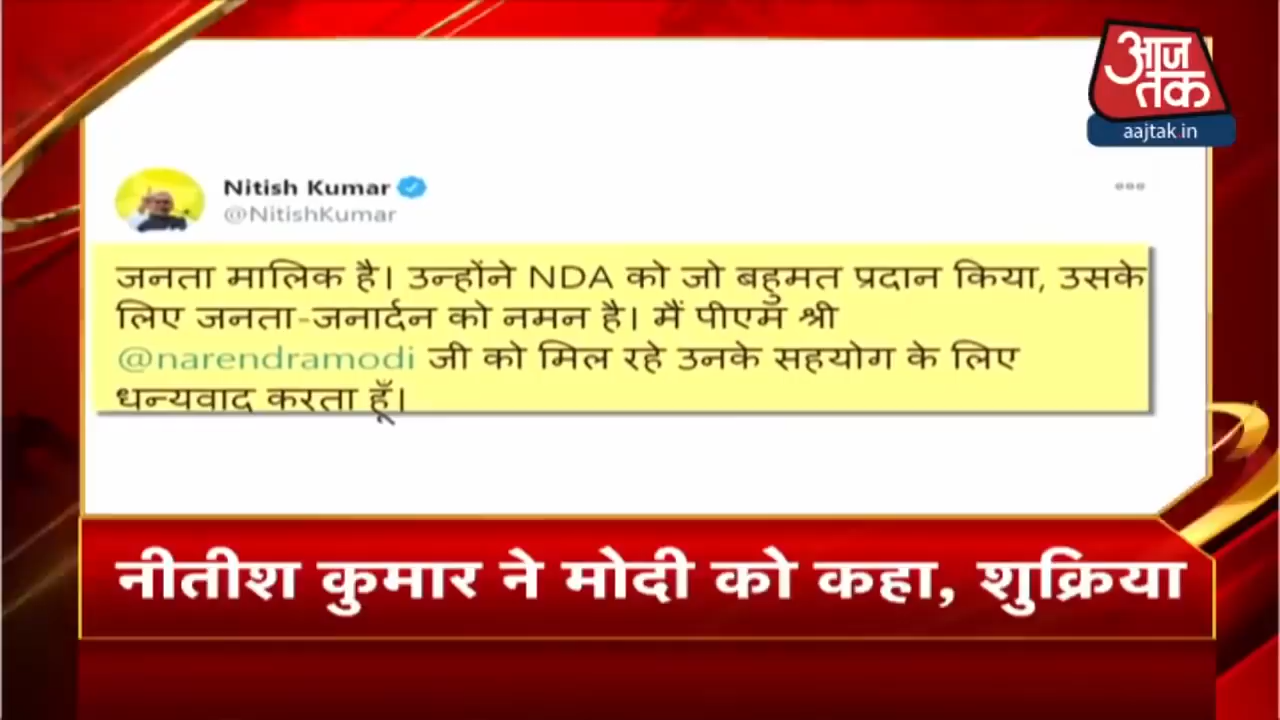 आज
तक
aajtak.in
Nitish Kumar
@NitishKumar
जनता मालिक है। उन्होंने NDA को जो बहुमत प्रदान किया, उसके
लिए जनता-जनार्दन को नमन है। मैं पीएम श्री
@narendramodi जी को मिल रहे उनके सहयोग के लिए
धन्यवाद करता हूँ।
नीतीश कुमार ने मोदी को कहा, शुक्रिया